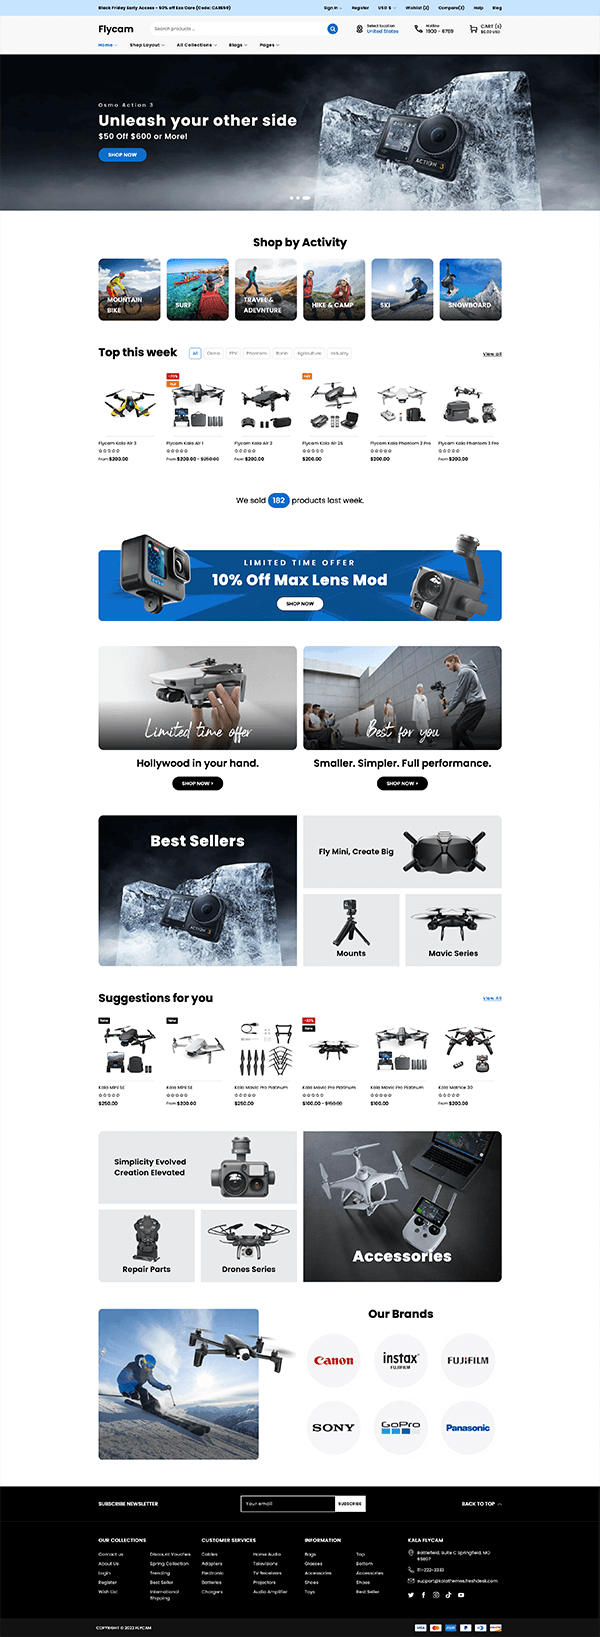 Black Friday Early Access - 50% off Exo Care (Code: CARE50)
Sign In
Register
USD $
Wishlist (2)
Compare(2)
Help
Blog
Flycam
Search products ...
Select location
United States
Hotline
1900 - 6789
CART (0)
$0.00 USD
Home
Shop Layout
All Collections
Blogs
Pages
Osmo Action 3
Unleash your other side
$50 Off $600 or More!
SHOP NOW
ACTION 3
Shop by Activity
MOUNTAIN
BIKE
SURF
TRAVEL &
ADEVNTURE
HIKE & CAMP
SKI
SNOWBOARD
Top this week
All
Osmo
FPV
Phantom
Ronin
Agriculture
Industry
View all
Flycam Kala Air 3
From $200.00
Flycam Kala Air 1
From $200.00 - $250.00
Flycam Kala Air 2
From $200.00
Hot
Flycam Kala Air 2S
$200.00
Flycam Kala Phantom 2 Pro
From $200.00
Flycam Kala Phantom 3 Pro
From $200.00
We sold 182 products last week.
LIMITED TIME OFFER
10% Off Max Lens Mod
SHOP NOW
Limited time offer
Best for you
Hollywood in your hand.
SHOP NOW >
Smaller. Simpler. Full performance.
SHOP NOW >
Best Sellers
ACTION 3
Fly Mini, Create Big
Mounts
Mavic Series
Suggestions for you
View All
New
Kala Mini SE
$250.00
New
Kala Mini SE
From $200.00
Kala Mavic Pro Platinum
$250.00
New
Kala Mavic Pro Platinum
$100.00 - $150.00
Kala Mavic Pro Platinum
$100.00
Kala Matrice 30
From $200.00
Simplicity Evolved
Creation Elevated
Repair Parts
Drones Series
Accessories
Our Brands
Canon
instax
FUJIFILM
FUJIFILM
SONY
GoPro
Panasonic
SUBSCRIBE NEWSLETTER
Your email
SUBSCRIBE
BACK TO TOP
OUR COLLECTIONS
Contact us
About Us
Login
Register
Wish List
Discount Vouchers
Spring Collection
Trending
Best Seller
International
Shipping
CUSTOMER SERVICES
Cables
Adapters
Electronic
Batteries
Chargers
Home Audio
Televisions
TV Receivers
Projectors
Audio Amplifier
INFORMATION
Bags
Glasses
Accessories
Shoes
Toys
Top
Bottom
Accessories
Shoes
Best Seller
KALA FLYCAM
Battlefield, Suite C Springfield, MO
65807
111-222-3333
support@kalathemes.freshdesk.com
COPYRIGHT © 2022 FLYCAM
VISA